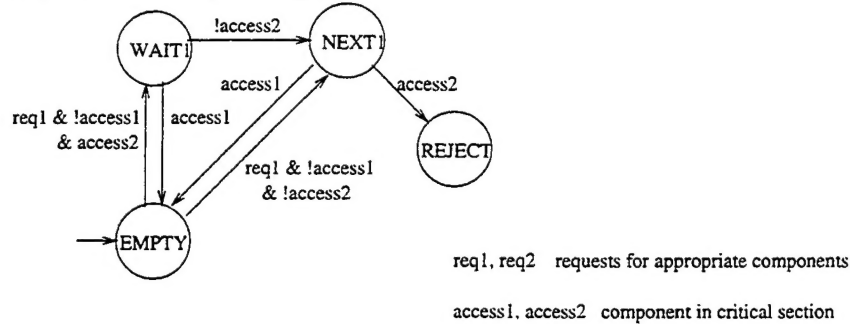 !access2
WAIT1
NEXT1
access1
access2
req1 & !access1
& access2
access1
REJECT
req1 & !access1
& !access2
EMPTY
req1, req2 requests for appropriate components
access1, access2 component in critical section